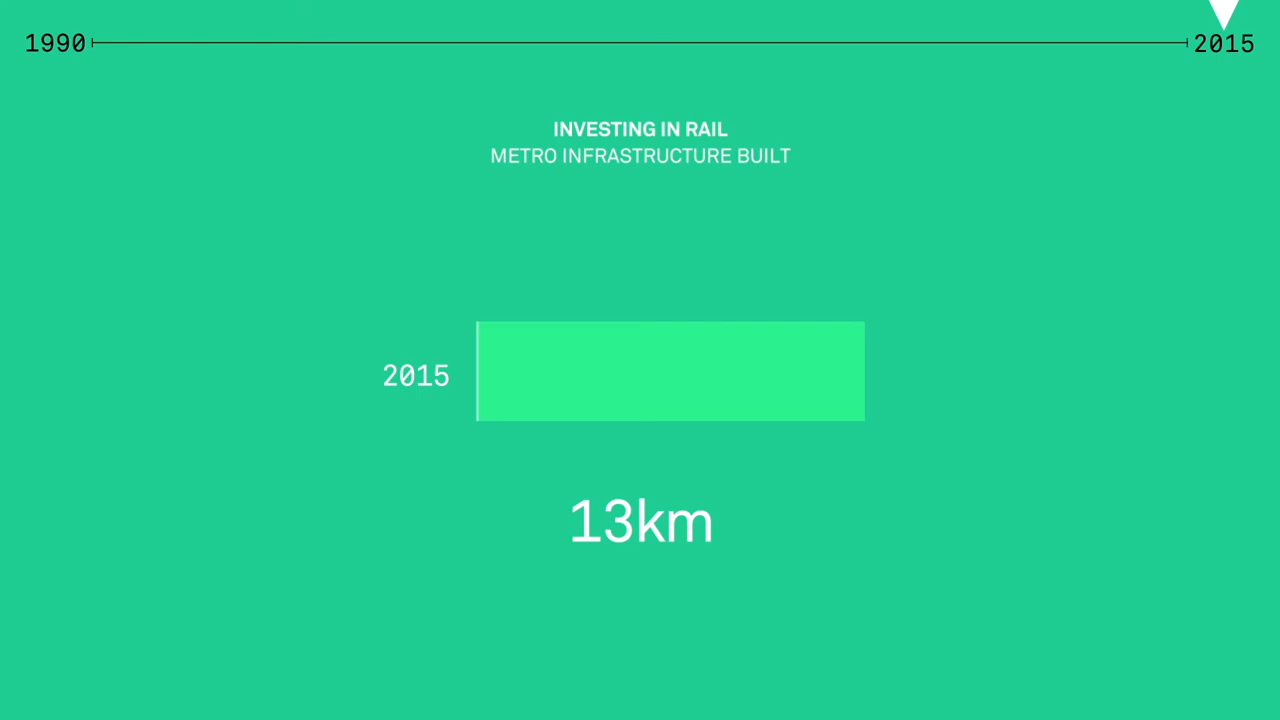 1990 2015
INVESTING IN RAIL
METRO INFRASTRUCTURE BUILT
2015
13km